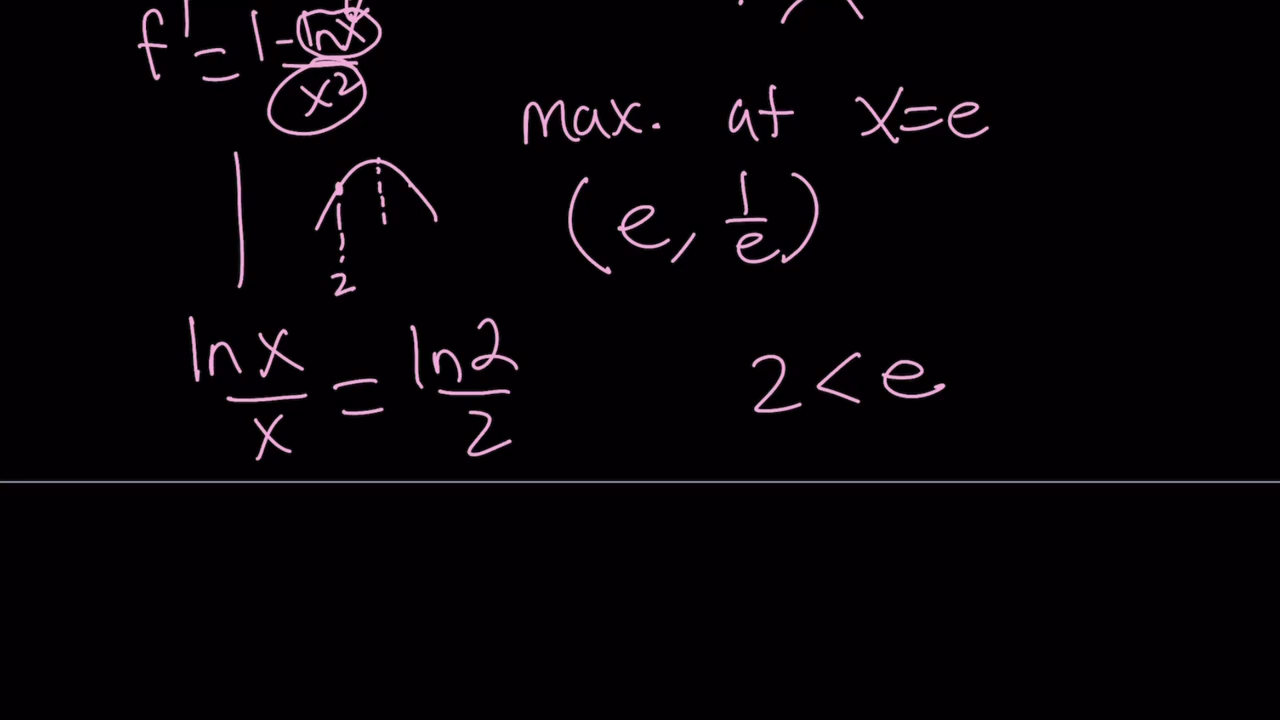 f' = 1 - ln x / x²
max. at x=e
(e, 1/e)
2
ln x / x = ln 2 / 2
2 < e